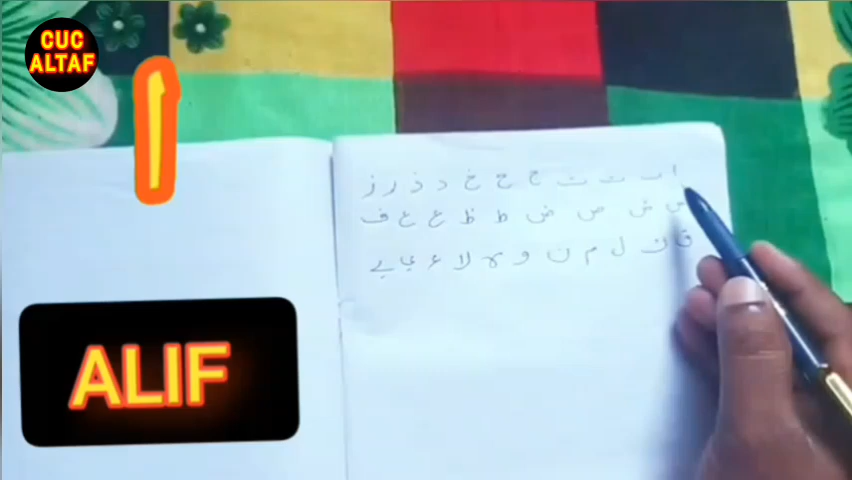 CUC
ALTAF
ا
ALIF
ا ب ت ث ج ح خ د ذ ر ز
س ش ص ض ط ظ ع غ ف
ق ك ل م ن و ه لا ء ي ے